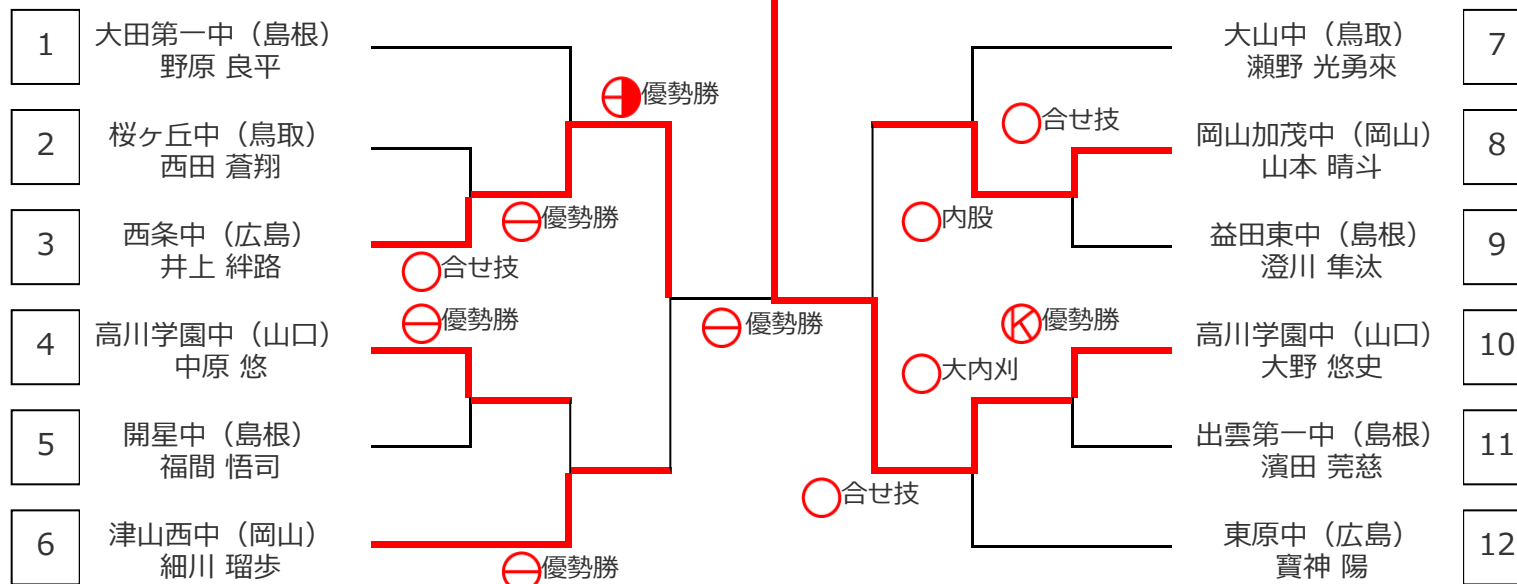 1
大田第一中（島根）
野原 良平
2
桜ヶ丘中（鳥取）
西田 蒼翔
3
西条中（広島）
井上 絆路
4
高川学園中（山口）
中原 悠
5
開星中（島根）
福間 悟司
6
津山西中（岡山）
細川 瑠歩
優勢勝
優勢勝
合せ技
優勢勝
優勢勝
優勢勝
合せ技
内股
K優勢勝
大内刈
合せ技
大山中（鳥取）
瀬野 光勇來
7
岡山加茂中（岡山）
山本 晴斗
8
益田東中（島根）
澄川 隼汰
9
高川学園中（山口）
大野 悠史
10
出雲第一中（島根）
濱田 莞慈
11
東原中（広島）
寶神 陽
12